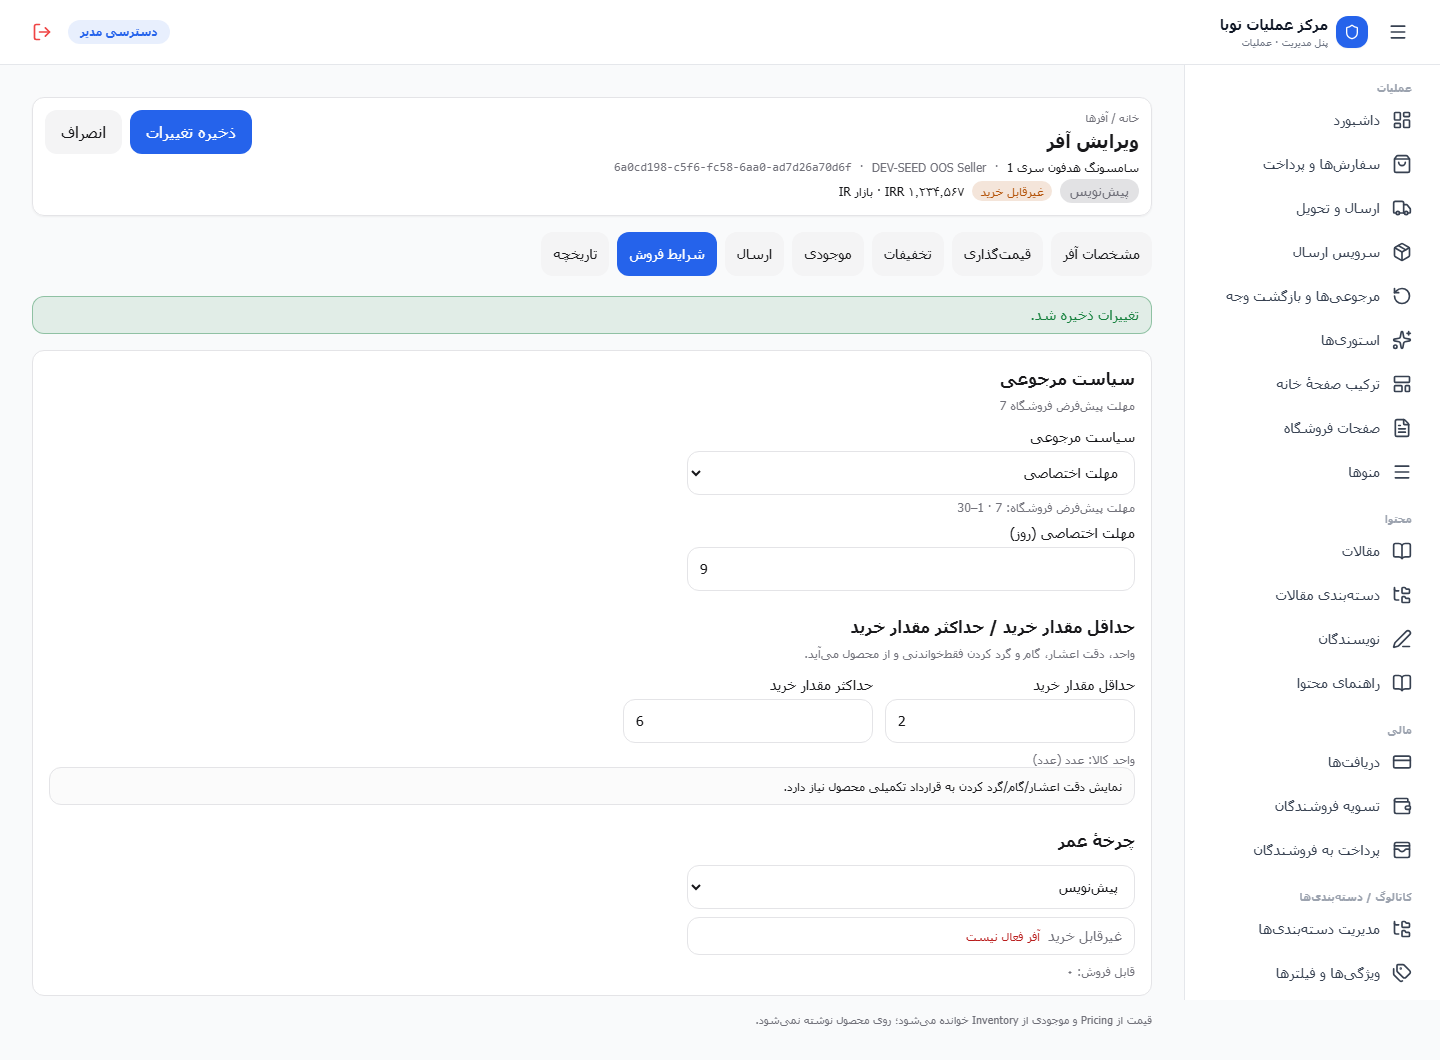 مرکز عملیات نوبا
پنل مدیریت · عملیات
دسترسی مدیر
عملیات
داشبورد
سفارش‌ها و پرداخت
ارسال و تحویل
سرویس ارسال
مرجوعی‌ها و بازگشت وجه
استوری‌ها
ترکیب صفحهٔ خانه
صفحات فروشگاه
منوها
محتوا
مقالات
دسته‌بندی مقالات
نویسندگان
راهنمای محتوا
مالی
دریافت‌ها
تسویه فروشندگان
پرداخت به فروشندگان
کاتالوگ / دسته‌بندی‌ها
مدیریت دسته‌بندی‌ها
ویژگی‌ها و فیلترها
خانه / آفرها
ویرایش آفر
سامسونگ هدفون سری 1 · DEV-SEED OOS Seller · 6a0cd198-c5f6-fc58-6aa0-ad7d26a70d6f
پیش‌نویس غیرقابل خرید IRR ۱,۲۳۴,۵۶۷ · بازار IR
ذخیره تغییرات
انصراف
مشخصات آفر
قیمت‌گذاری
تخفیفات
موجودی
ارسال
شرایط فروش
تاریخچه
تغییرات ذخیره شد.
سیاست مرجوعی
مهلت پیش‌فرض فروشگاه 7
سیاست مرجوعی
مهلت اختصاصی
مهلت پیش‌فرض فروشگاه: 7 · 1–30
مهلت اختصاصی (روز)
9
حداقل مقدار خرید / حداکثر مقدار خرید
واحد، دقت اعشار، گام و گرد کردن فقط‌خواندنی و از محصول می‌آید.
حداقل مقدار خرید
حداکثر مقدار خرید
2
6
واحد کالا: عدد (عدد)
نمایش دقت اعشار/گام/گرد کردن به قرارداد تکمیلی محصول نیاز دارد.
چرخهٔ عمر
پیش‌نویس
غیرقابل خرید آفر فعال نیست
قابل فروش: ۰
قیمت از Pricing و موجودی از Inventory خوانده می‌شود؛ روی محصول نوشته نمی‌شود.